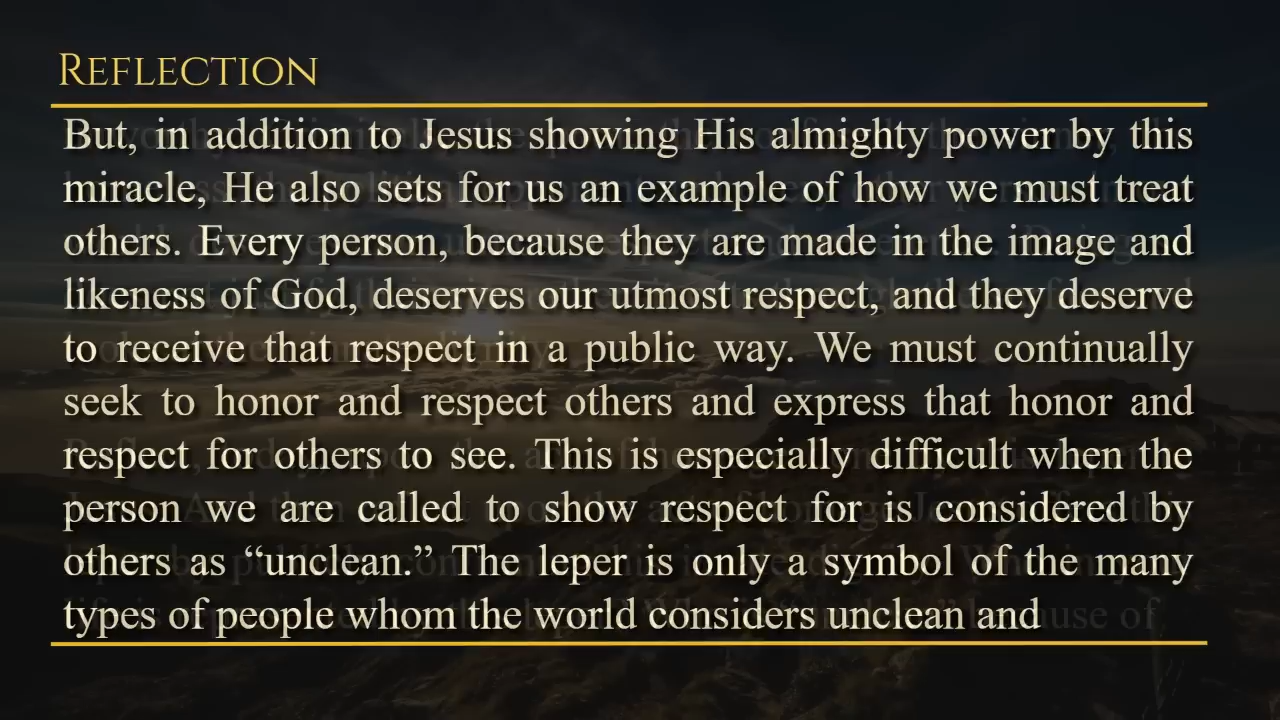 Reflection
But, in addition to Jesus showing His almighty power by this
miracle, He also sets for us an example of how we must treat
others. Every person, because they are made in the image and
likeness of God, deserves our utmost respect, and they deserve
to receive that respect in a public way. We must continually
seek to honor and respect others and express that honor and
respect for others to see. This is especially difficult when the
person we are called to show respect for is considered by
others as “unclean.” The leper is only a symbol of the many
types of people whom the world considers unclean and